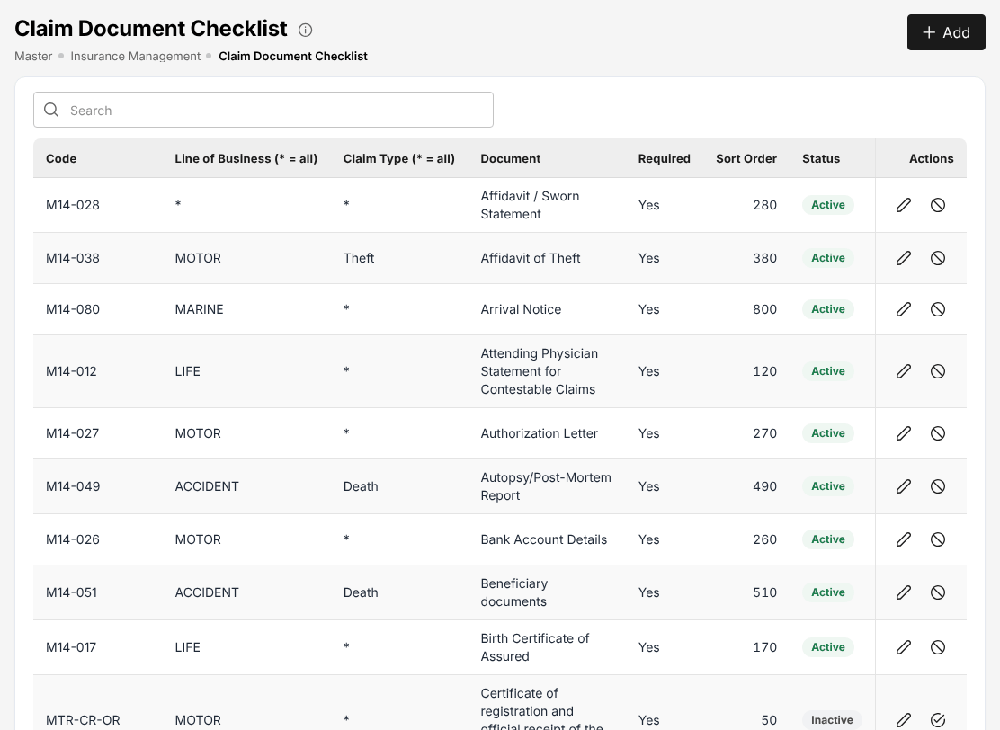 Claim Document Checklist
+ Add
Master • Insurance Management • Claim Document Checklist
Search
Code Line of Business (* = all) Claim Type (* = all) Document Required Sort Order Status Actions
M14-028 * * Affidavit / Sworn Statement Yes 280 Active
M14-038 MOTOR Theft Affidavit of Theft Yes 380 Active
M14-080 MARINE * Arrival Notice Yes 800 Active
M14-012 LIFE * Attending Physician Statement for Contestable Claims Yes 120 Active
M14-027 MOTOR * Authorization Letter Yes 270 Active
M14-049 ACCIDENT Death Autopsy/Post-Mortem Report Yes 490 Active
M14-026 MOTOR * Bank Account Details Yes 260 Active
M14-051 ACCIDENT Death Beneficiary documents Yes 510 Active
M14-017 LIFE * Birth Certificate of Assured Yes 170 Active
MTR-CR-OR MOTOR * Certificate of registration and official receipt of the Yes 50 Inactive